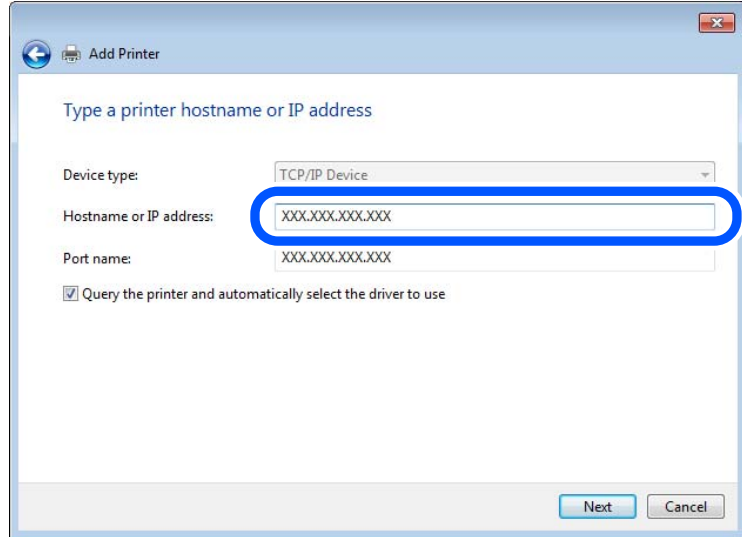 Add Printer
Type a printer hostname or IP address
Device type: TCP/IP Device
Hostname or IP address: XXX.XXX.XXX.XXX
Port name: XXX.XXX.XXX.XXX
Query the printer and automatically select the driver to use
Next Cancel